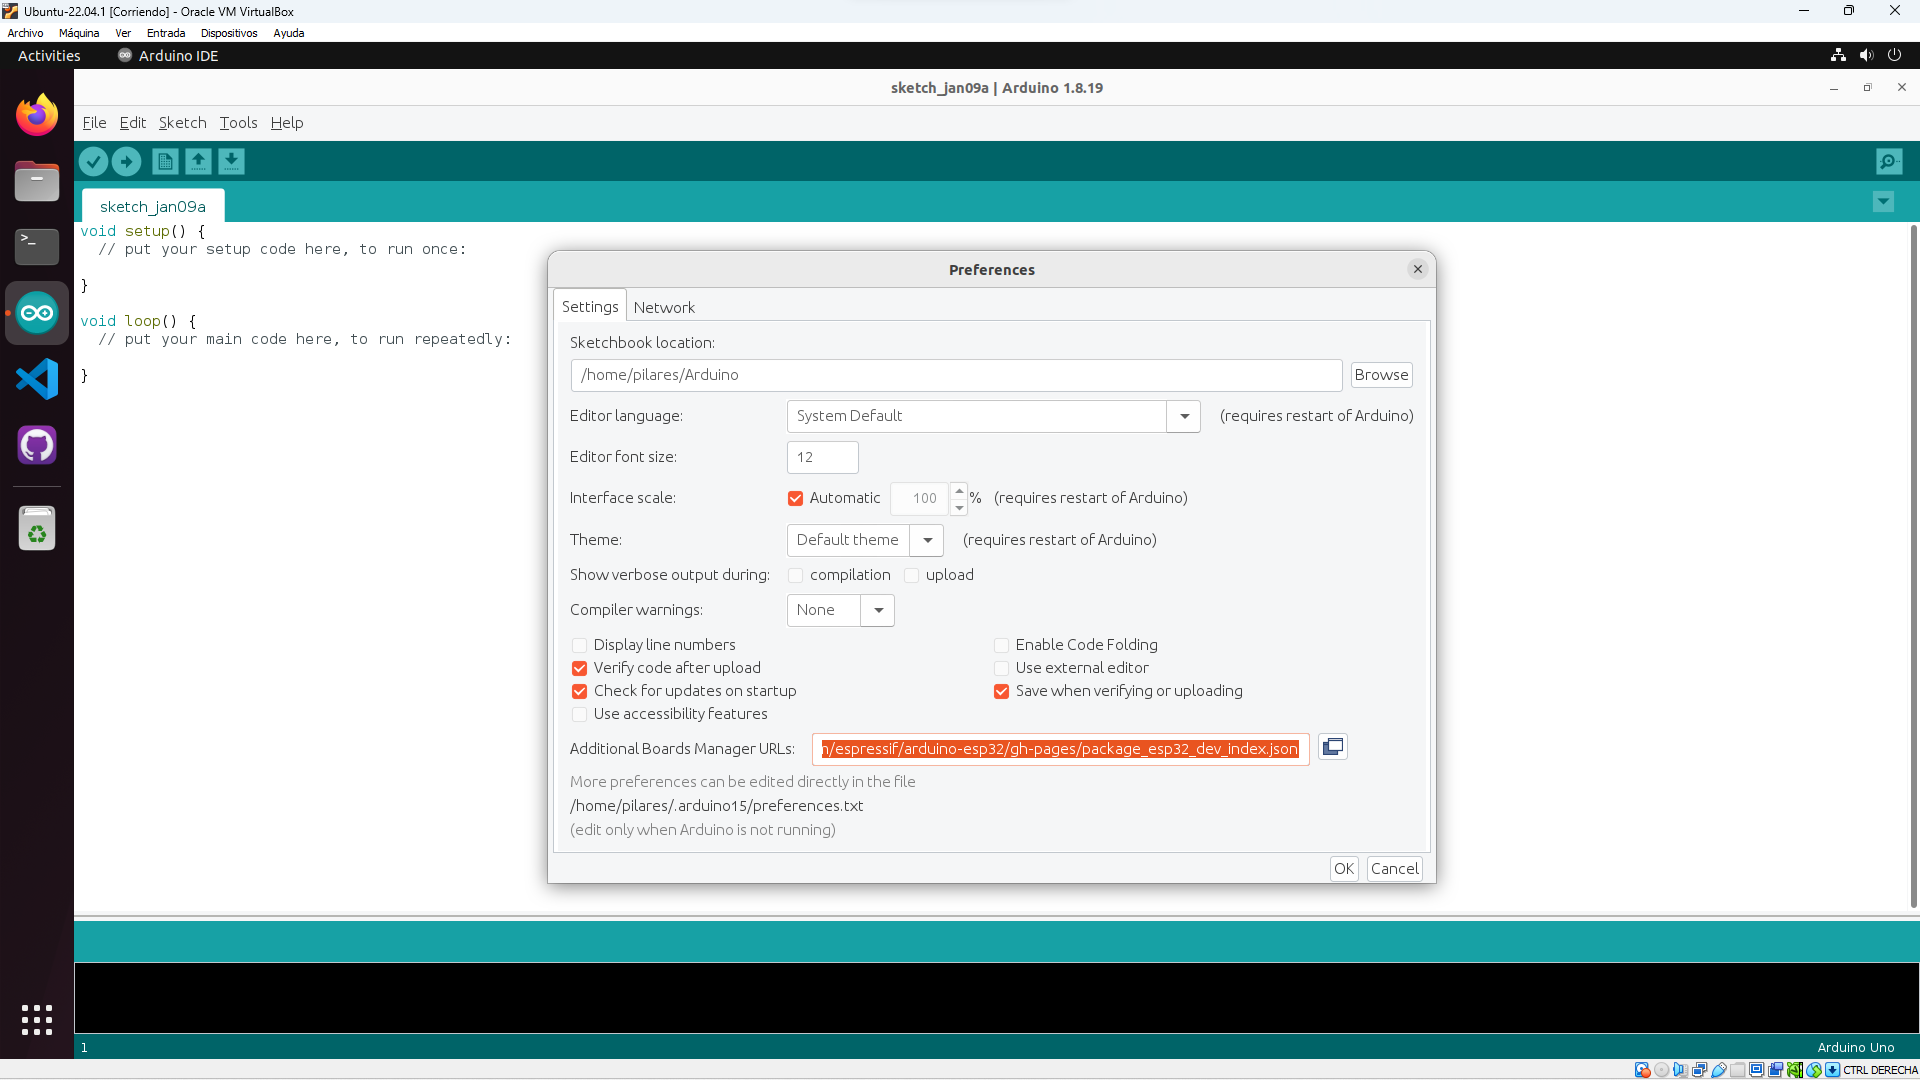 Ubuntu-22.04.1 [Corriendo] - Oracle VM VirtualBox
Archivo Máquina Ver Entrada Dispositivos Ayuda
Activities Arduino IDE
sketch_jan09a | Arduino 1.8.19
File Edit Sketch Tools Help
sketch_jan09a
void setup() {
// put your setup code here, to run once:
}
void loop() {
// put your main code here, to run repeatedly:
}
Preferences
Settings Network
Sketchbook location:
/home/pilares/Arduino Browse
Editor language: System Default (requires restart of Arduino)
Editor font size: 12
Interface scale: Automatic 100 % (requires restart of Arduino)
Theme: Default theme (requires restart of Arduino)
Show verbose output during: compilation upload
Compiler warnings: None
Display line numbers Enable Code Folding
Verify code after upload Use external editor
Check for updates on startup Save when verifying or uploading
Use accessibility features
Additional Boards Manager URLs: n/espressif/arduino-esp32/gh-pages/package_esp32_dev_index.json
More preferences can be edited directly in the file
/home/pilares/.arduino15/preferences.txt
(edit only when Arduino is not running)
OK Cancel
1 Arduino Uno
CTRL DERECHA